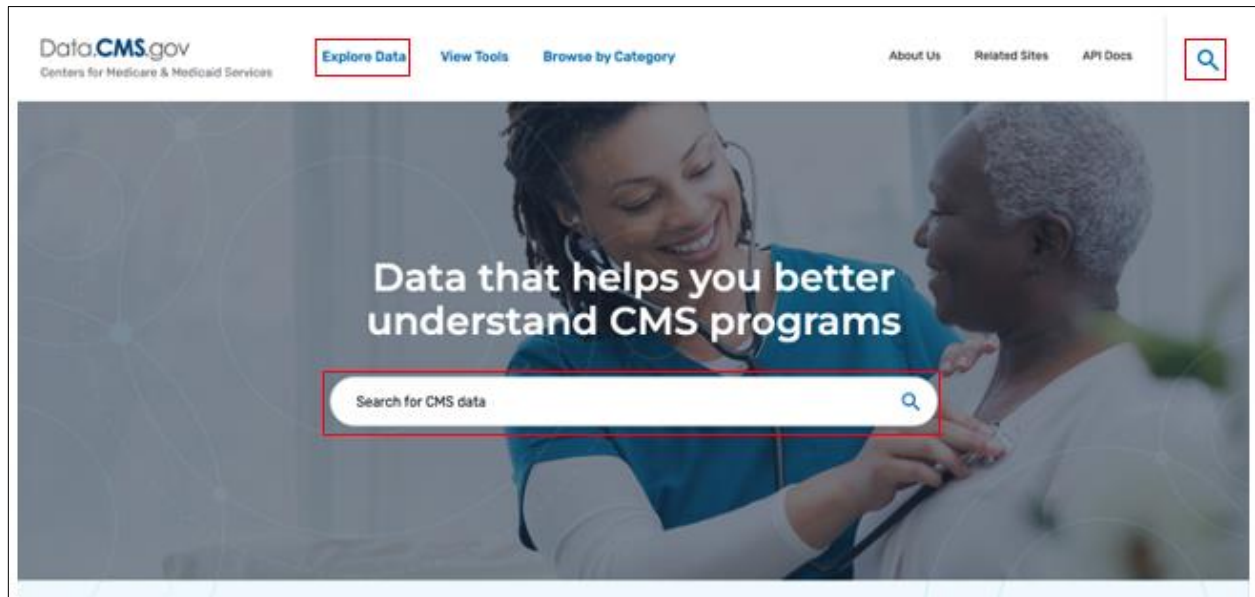 Data.CMS.gov
Centers for Medicare & Medicaid Services
Explore Data
View Tools
Browse by Category
About Us
Related Sites
API Docs
Data that helps you better
understand CMS programs
Search for CMS data